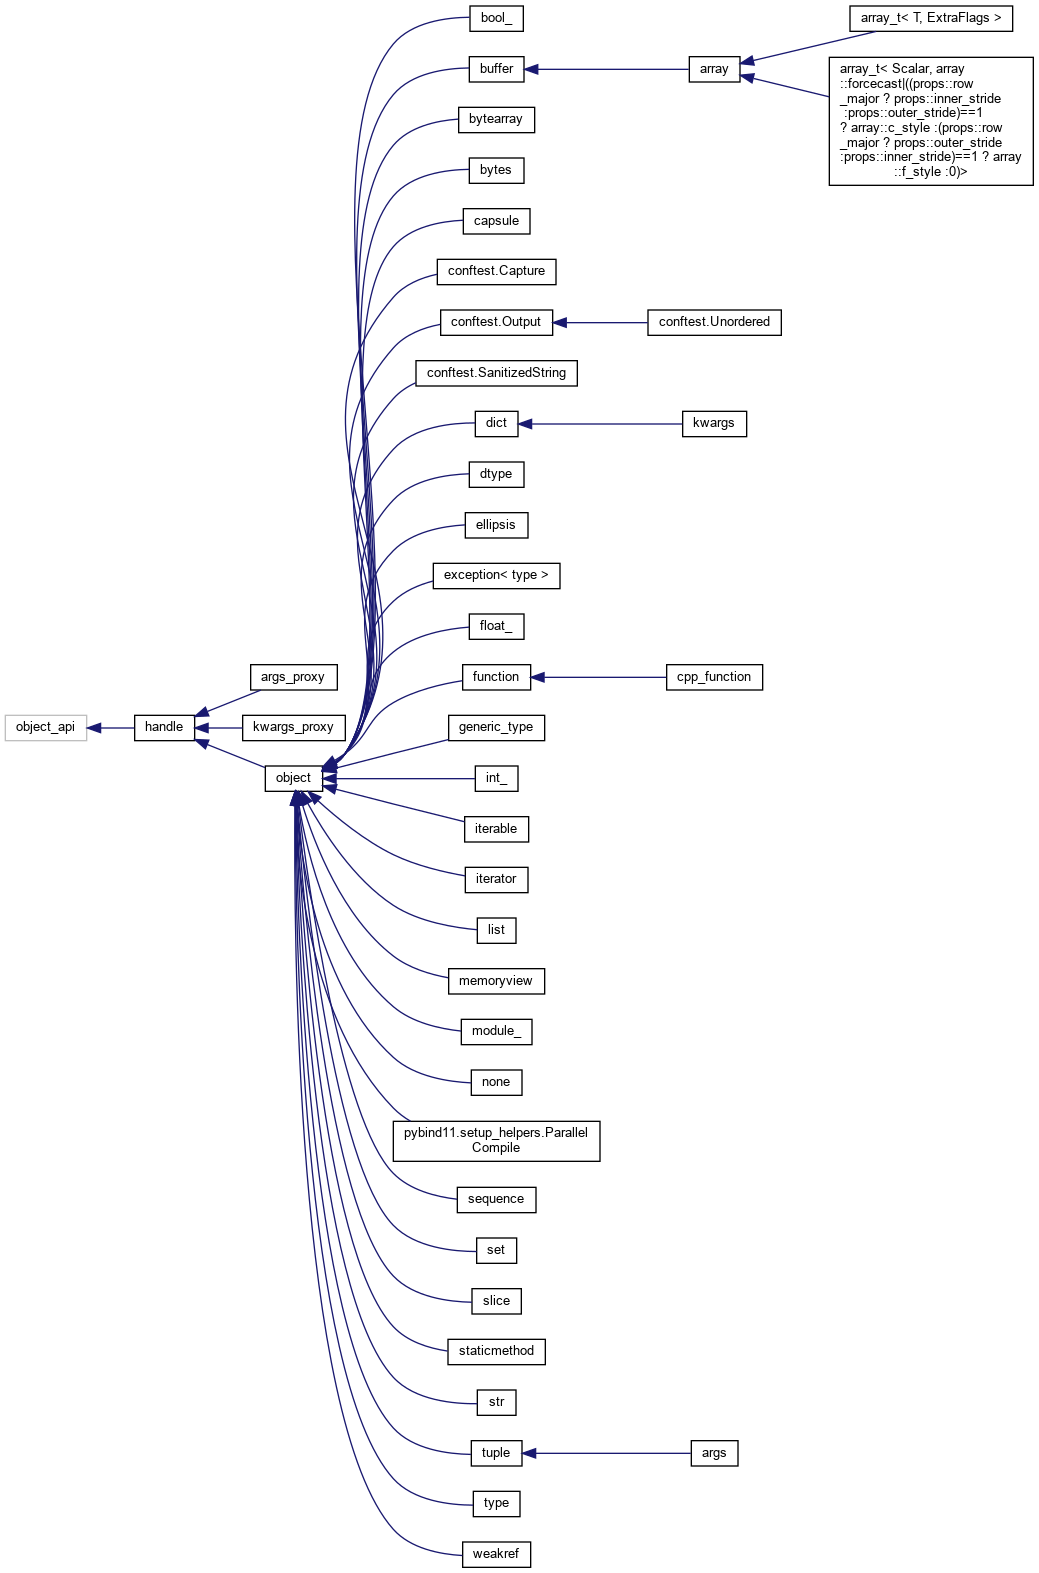 bool_
array_t< T, ExtraFlags >
buffer
array
array_t< Scalar, array
::forcecast|((props::row
_major ? props::inner_stride
:props::outer_stride)==1
? array::c_style :(props::row
_major ? props::outer_stride
:props::inner_stride)==1 ? array
::f_style :0)>
bytearray
bytes
capsule
conftest.Capture
conftest.Output
conftest.Unordered
conftest.SanitizedString
dict
kwargs
dtype
ellipsis
exception< type >
float_
args_proxy
function
cpp_function
object_api
handle
kwargs_proxy
generic_type
object
int_
iterable
iterator
list
memoryview
module_
none
pybind11.setup_helpers.Parallel
Compile
sequence
set
slice
staticmethod
str
tuple
args
type
weakref